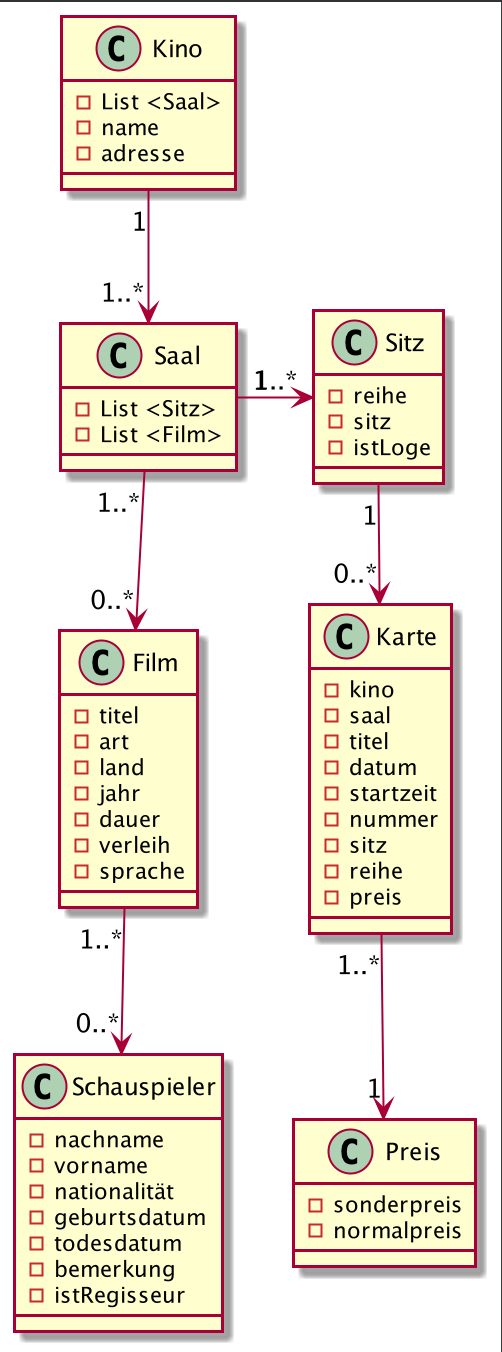 C Kino
List <Saal>
name
adresse
1
1..*
C Saal
List <Sitz>
List <Film>
1..*
C Sitz
reihe
sitz
istLoge
1..*
0..*
1
0..*
C Film
titel
art
land
jahr
dauer
verleih
sprache
C Karte
kino
saal
titel
datum
startzeit
nummer
sitz
reihe
preis
1..*
0..*
1..*
1
C Schauspieler
nachname
vorname
nationalität
geburtsdatum
todesdatum
bemerkung
istRegisseur
C Preis
sonderpreis
normalpreis